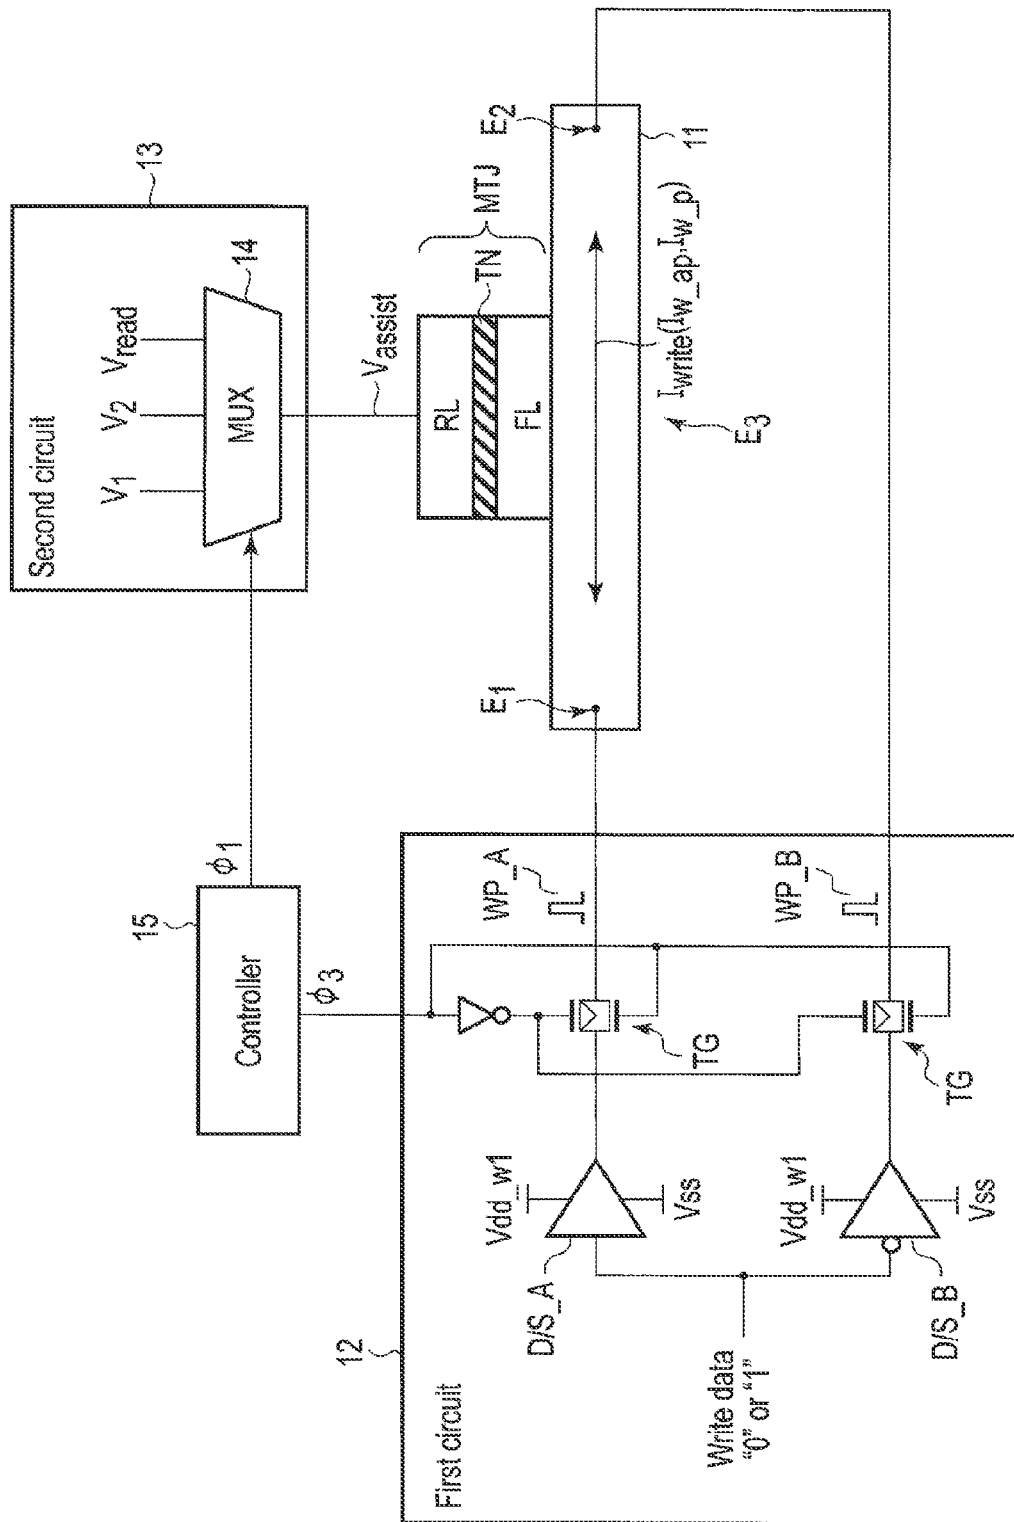 Second circuit
13
V1
V2
Vread
14
MUX
Vassist
RL
TN
FL
MTJ
15
Controller
ϕ1
ϕ3
E1
E2
11
Iwrite(Iw_ap,Iw_p)
E3
12
First circuit
Write data
"0" or "1"
D/S_A
Vdd_w1
Vss
TG
WP_A
D/S_B
Vdd_w1
Vss
TG
WP_B